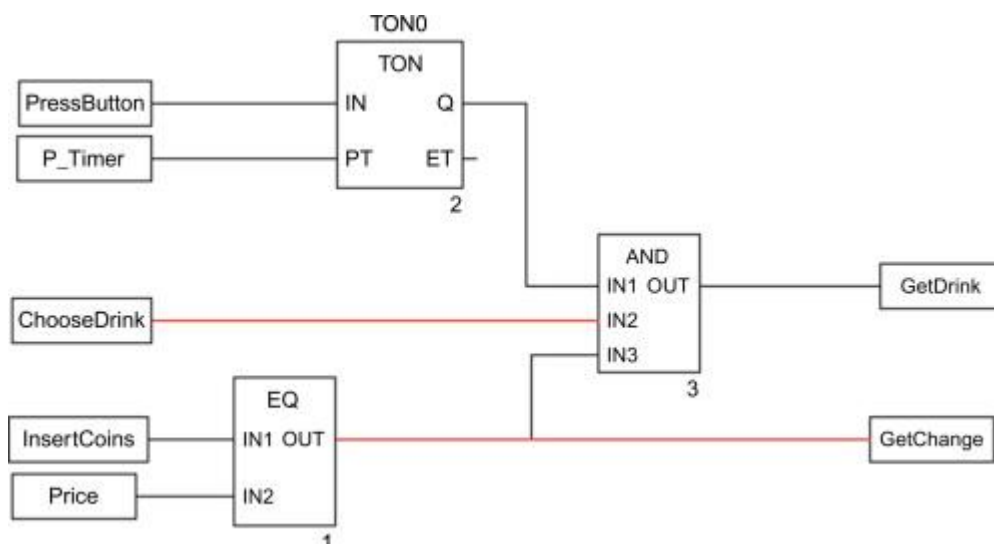 TON0
TON
PressButton
IN Q
P_Timer
PT ET
2
AND
IN1 OUT
GetDrink
ChooseDrink
IN2
IN3
3
EQ
InsertCoins
IN1 OUT
GetChange
Price
IN2
1